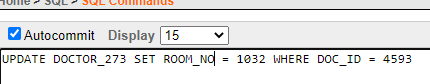 Home > SQL > SQL Commands
Autocommit Display 15
UPDATE DOCTOR_273 SET ROOM_NO = 1032 WHERE DOC_ID = 4593